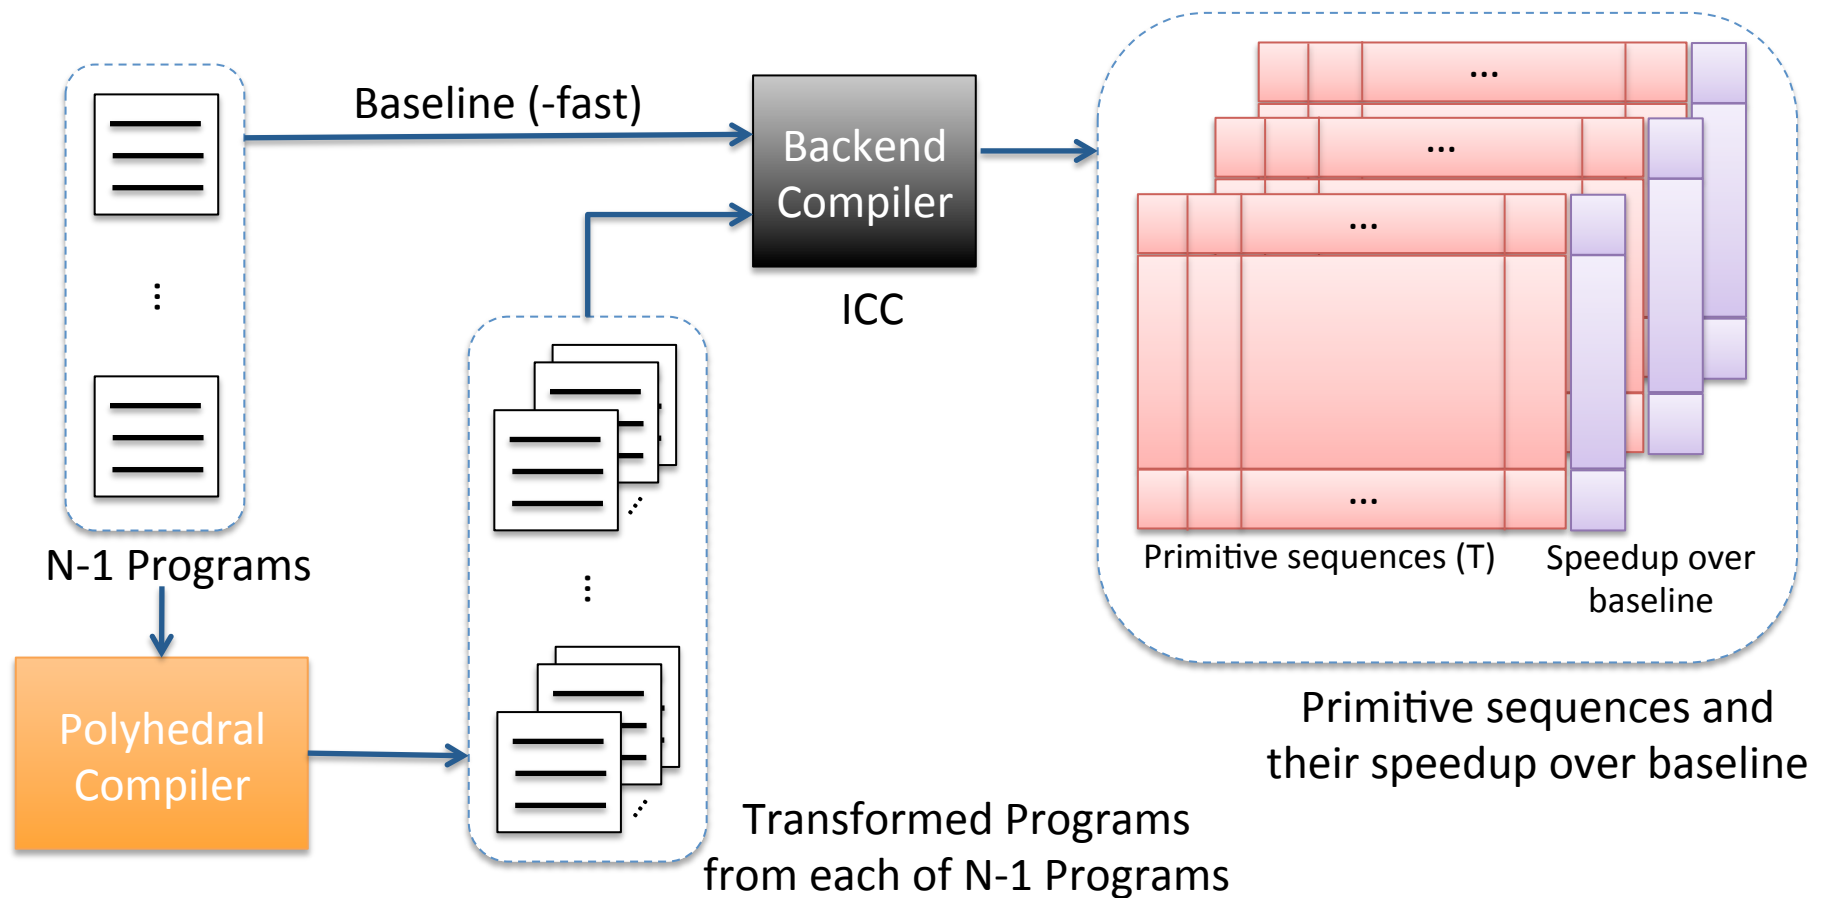 Baseline (-fast)
Backend
Compiler
ICC
...
...
...
...
...
...
N-1 Programs
Polyhedral
Compiler
...
...
...
Transformed Programs
from each of N-1 Programs
Primitive sequences (T)
Speedup over
baseline
Primitive sequences and
their speedup over baseline